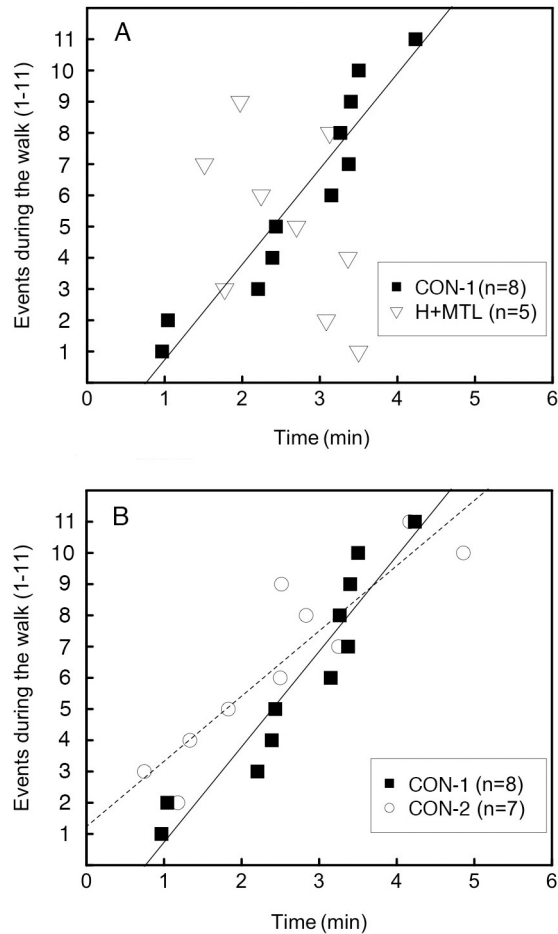 A
11
10
9
8
7
6
5
4
3
2
1
Events during the walk (1-11)
CON-1(n=8)
H+MTL (n=5)
0 1 2 3 4 5 6
Time (min)
B
11
10
9
8
7
6
5
4
3
2
1
Events during the walk (1-11)
CON-1 (n=8)
CON-2 (n=7)
0 1 2 3 4 5 6
Time (min)